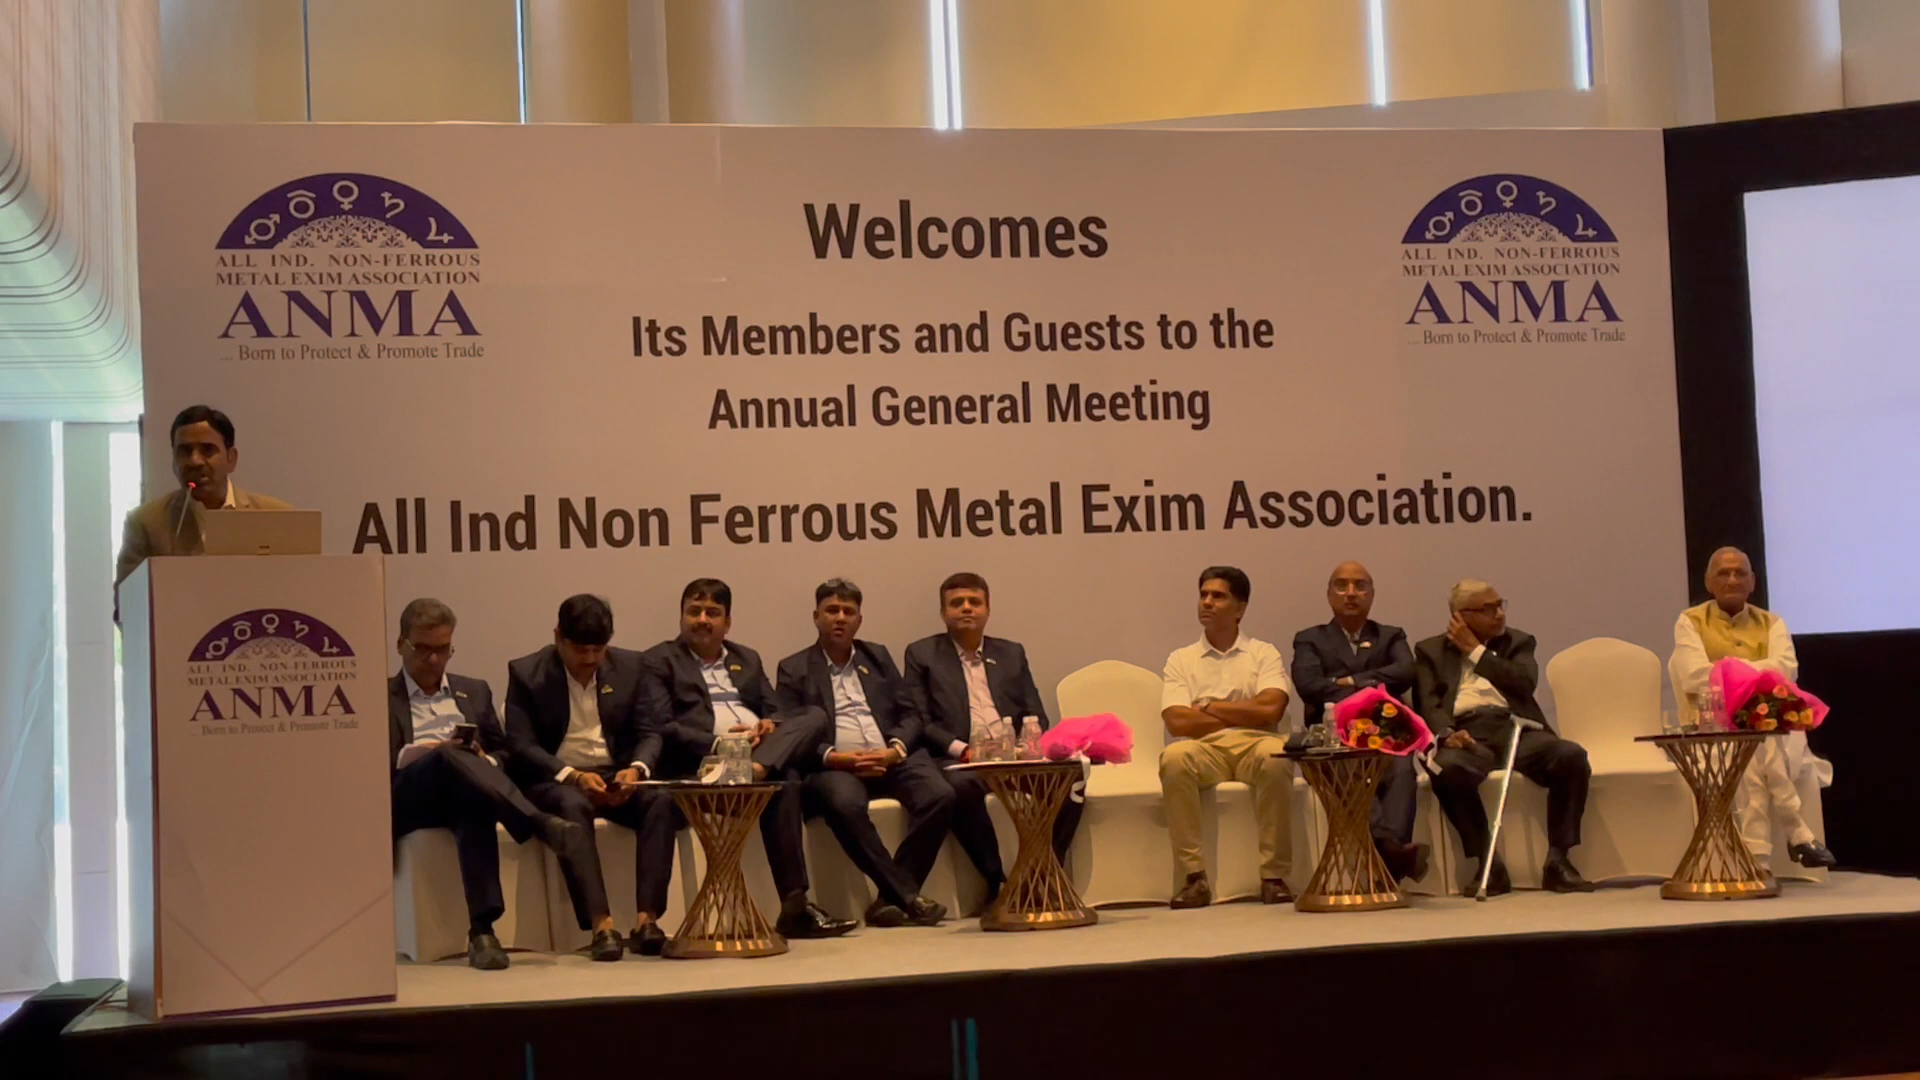 ALL IND. NON-FERROUS
METAL EXIM ASSOCIATION
ANMA
... Born to Protect & Promote Trade
Welcomes
Its Members and Guests to the
Annual General Meeting
All Ind Non Ferrous Metal Exim Association.
ALL IND. NON-FERROUS
METAL EXIM ASSOCIATION
ANMA
... Born to Protect & Promote Trade
ALL IND. NON-FERROUS
METAL EXIM ASSOCIATION
ANMA
... Born to Protect & Promote Trade